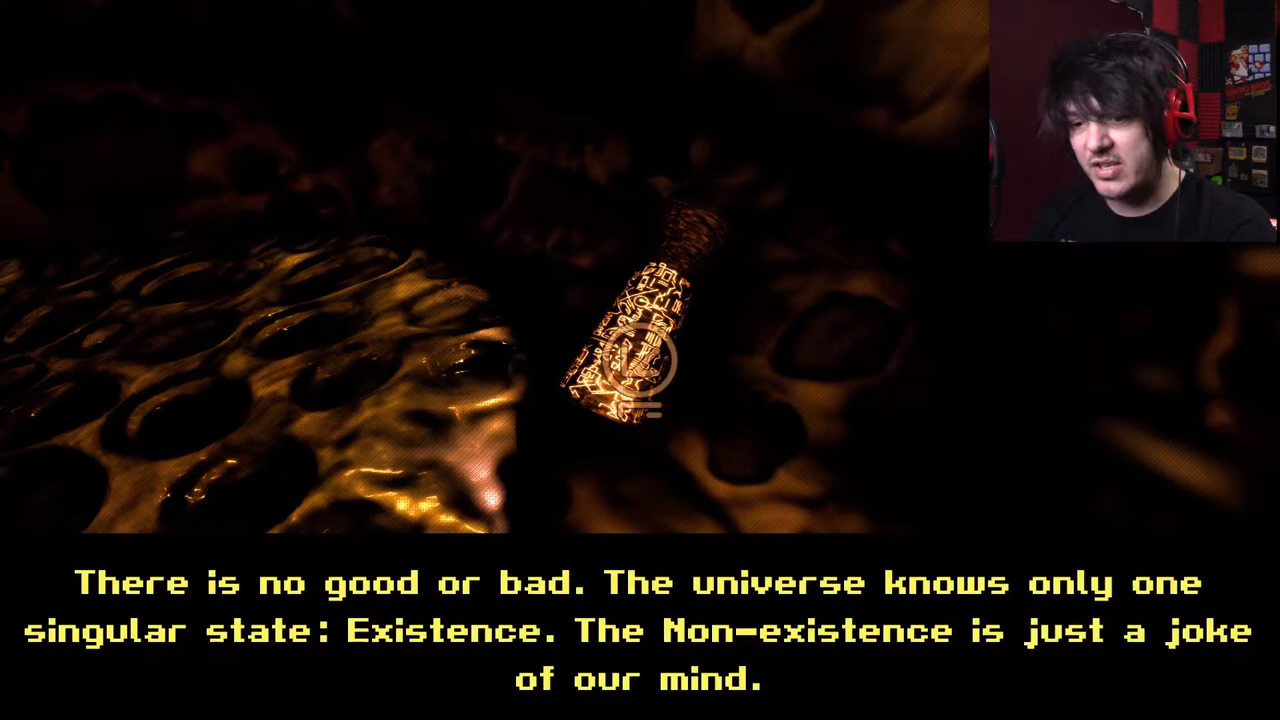 There is no good or bad. The universe knows only one
singular state: Existence. The Non-existence is just a joke
of our mind.